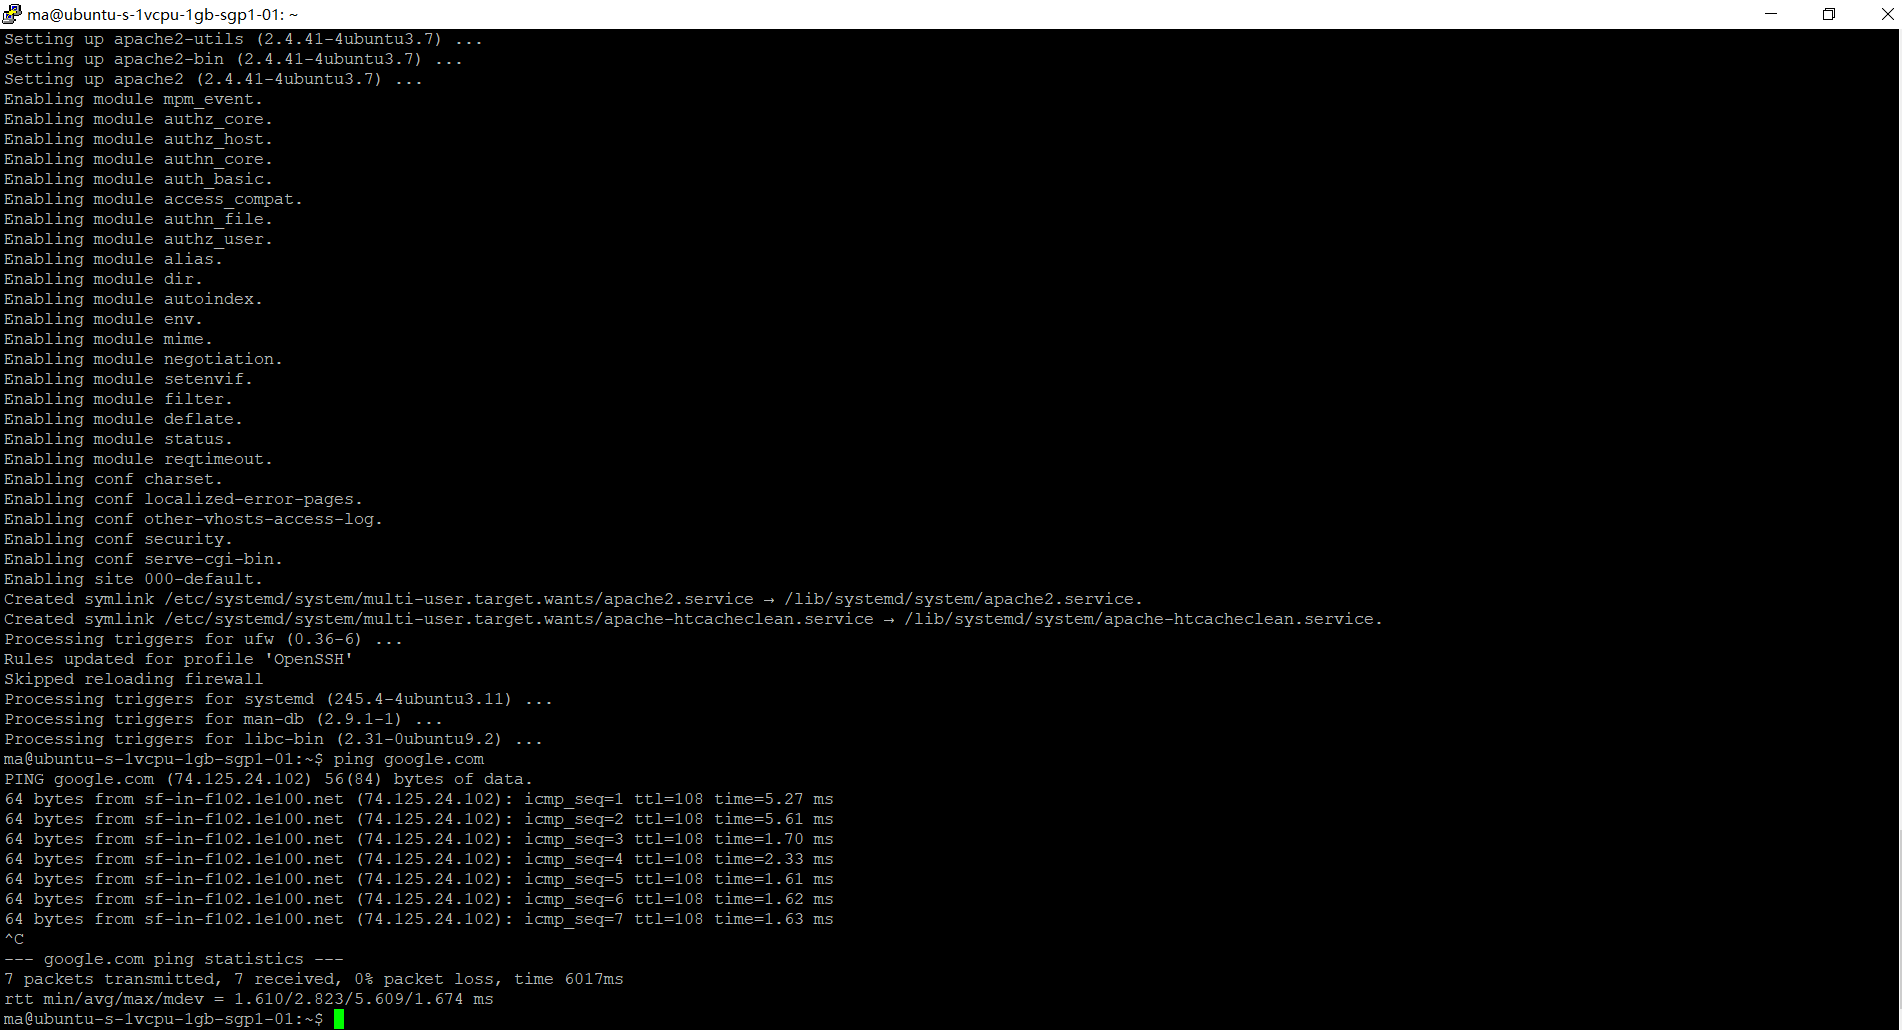 ma@ubuntu-s-1vcpu-1gb-sgp1-01: ~
Setting up apache2-utils (2.4.41-4ubuntu3.7) ...
Setting up apache2-bin (2.4.41-4ubuntu3.7) ...
Setting up apache2 (2.4.41-4ubuntu3.7) ...
Enabling module mpm_event.
Enabling module authz_core.
Enabling module authz_host.
Enabling module authn_core.
Enabling module auth_basic.
Enabling module access_compat.
Enabling module authn_file.
Enabling module authz_user.
Enabling module alias.
Enabling module dir.
Enabling module autoindex.
Enabling module env.
Enabling module mime.
Enabling module negotiation.
Enabling module setenvif.
Enabling module filter.
Enabling module deflate.
Enabling module status.
Enabling module reqtimeout.
Enabling conf charset.
Enabling conf localized-error-pages.
Enabling conf other-vhosts-access-log.
Enabling conf security.
Enabling conf serve-cgi-bin.
Enabling site 000-default.
Created symlink /etc/systemd/system/multi-user.target.wants/apache2.service → /lib/systemd/system/apache2.service.
Created symlink /etc/systemd/system/multi-user.target.wants/apache-htcacheclean.service → /lib/systemd/system/apache-htcacheclean.service.
Processing triggers for ufw (0.36-6) ...
Rules updated for profile 'OpenSSH'
Skipped reloading firewall
Processing triggers for systemd (245.4-4ubuntu3.11) ...
Processing triggers for man-db (2.9.1-1) ...
Processing triggers for libc-bin (2.31-0ubuntu9.2) ...
ma@ubuntu-s-1vcpu-1gb-sgp1-01:~$ ping google.com
PING google.com (74.125.24.102) 56(84) bytes of data.
64 bytes from sf-in-f102.1e100.net (74.125.24.102): icmp_seq=1 ttl=108 time=5.27 ms
64 bytes from sf-in-f102.1e100.net (74.125.24.102): icmp_seq=2 ttl=108 time=5.61 ms
64 bytes from sf-in-f102.1e100.net (74.125.24.102): icmp_seq=3 ttl=108 time=1.70 ms
64 bytes from sf-in-f102.1e100.net (74.125.24.102): icmp_seq=4 ttl=108 time=2.33 ms
64 bytes from sf-in-f102.1e100.net (74.125.24.102): icmp_seq=5 ttl=108 time=1.61 ms
64 bytes from sf-in-f102.1e100.net (74.125.24.102): icmp_seq=6 ttl=108 time=1.62 ms
64 bytes from sf-in-f102.1e100.net (74.125.24.102): icmp_seq=7 ttl=108 time=1.63 ms
^C
--- google.com ping statistics ---
7 packets transmitted, 7 received, 0% packet loss, time 6017ms
rtt min/avg/max/mdev = 1.610/2.823/5.609/1.674 ms
ma@ubuntu-s-1vcpu-1gb-sgp1-01:~$